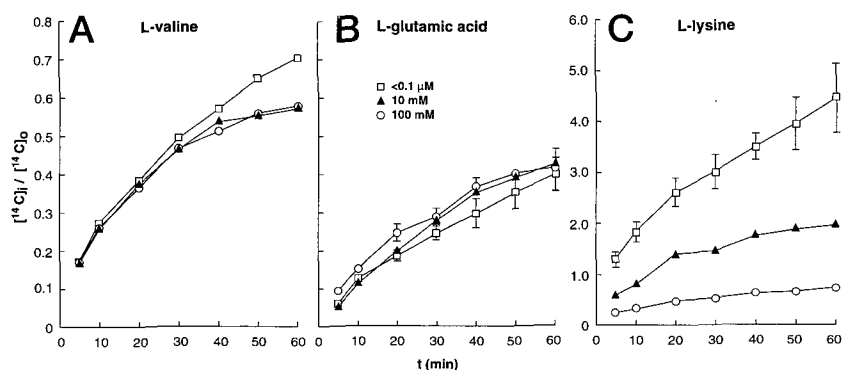 A
L-valine
0.8
0.7
0.6
0.5
0.4
0.3
0.2
0.1
0
0 10 20 30 40 50 60
[¹⁴C]i / [¹⁴C]o
B
L-glutamic acid
<0.1 μM
10 mM
100 mM
0 10 20 30 40 50 60
t (min)
C
L-lysine
6.0
5.0
4.0
3.0
2.0
1.0
0
0 10 20 30 40 50 60